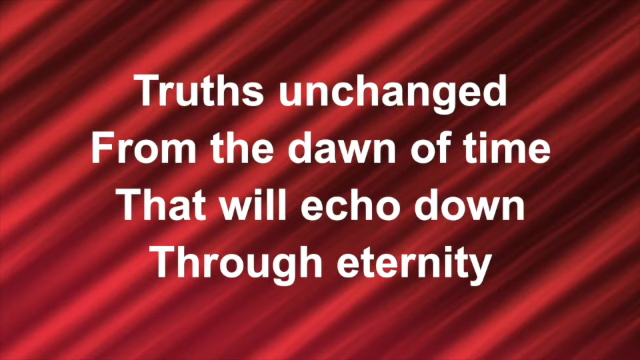 Truths unchanged
From the dawn of time
That will echo down
Through eternity